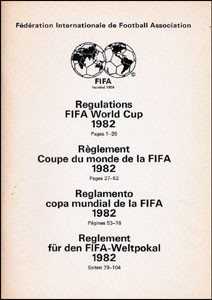 Fédération Internationale de Football Association
FIFA
founded 1904
Regulations
FIFA World Cup
1982
Pages 1–26
Règlement
Coupe du monde de la FIFA
1982
Pages 27–52
Reglamento
copa mundial de la FIFA
1982
Páginas 53–78
Reglement
für den FIFA-Weltpokal
1982
Seiten 79–104